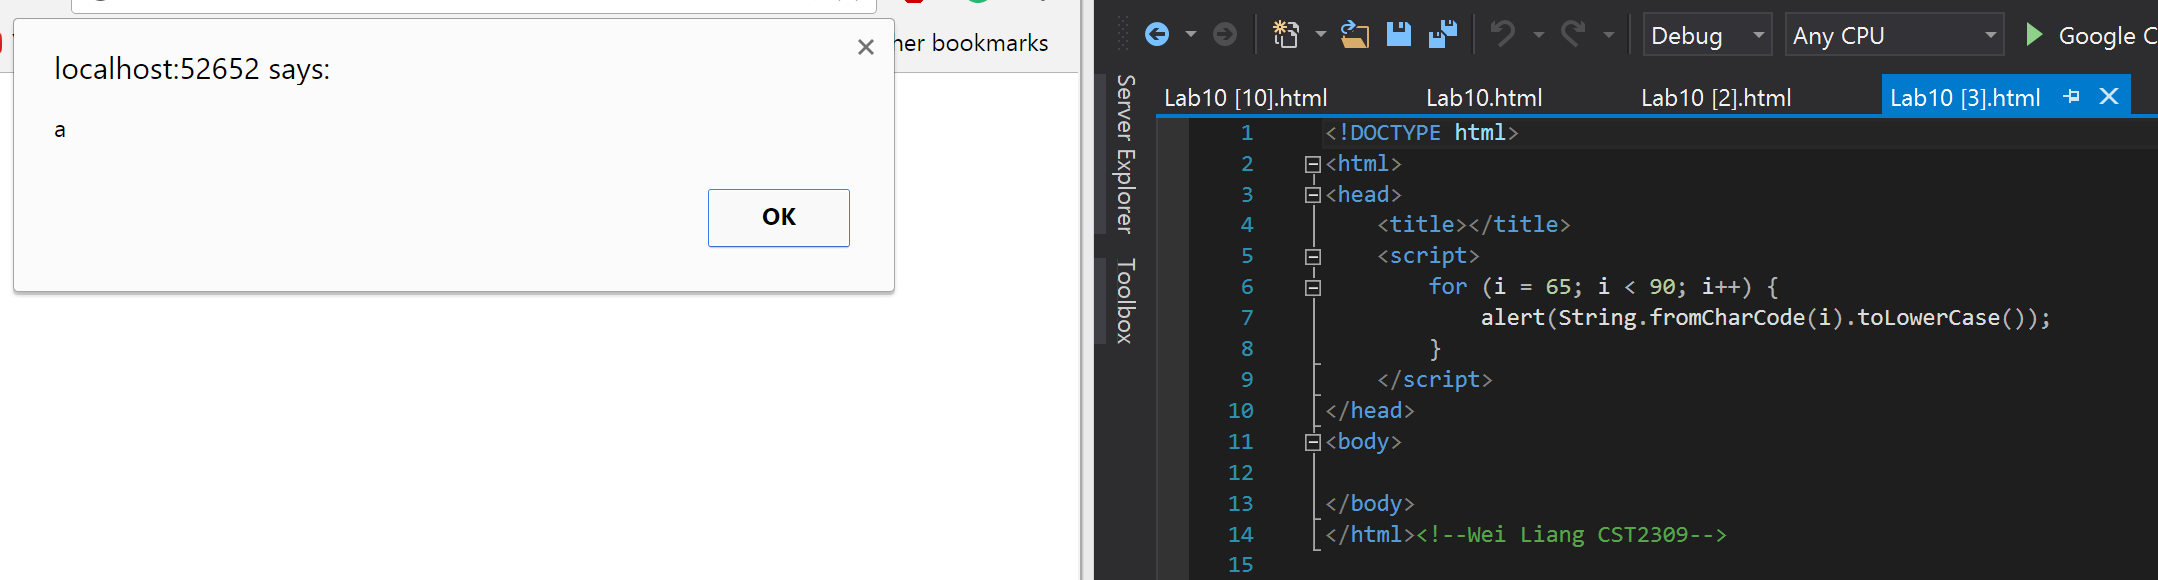 her bookmarks
localhost:52652 says:
a
OK
Debug
Any CPU
Google C
Server Explorer
Toolbox
Lab10 [10].html
Lab10.html
Lab10 [2].html
Lab10 [3].html
1 <!DOCTYPE html>
2 <html>
3 <head>
4 <title></title>
5 <script>
6 for (i = 65; i < 90; i++) {
7 alert(String.fromCharCode(i).toLowerCase());
8 }
9 </script>
10 </head>
11 <body>
12
13 </body>
14 </html><!--Wei Liang CST2309-->
15